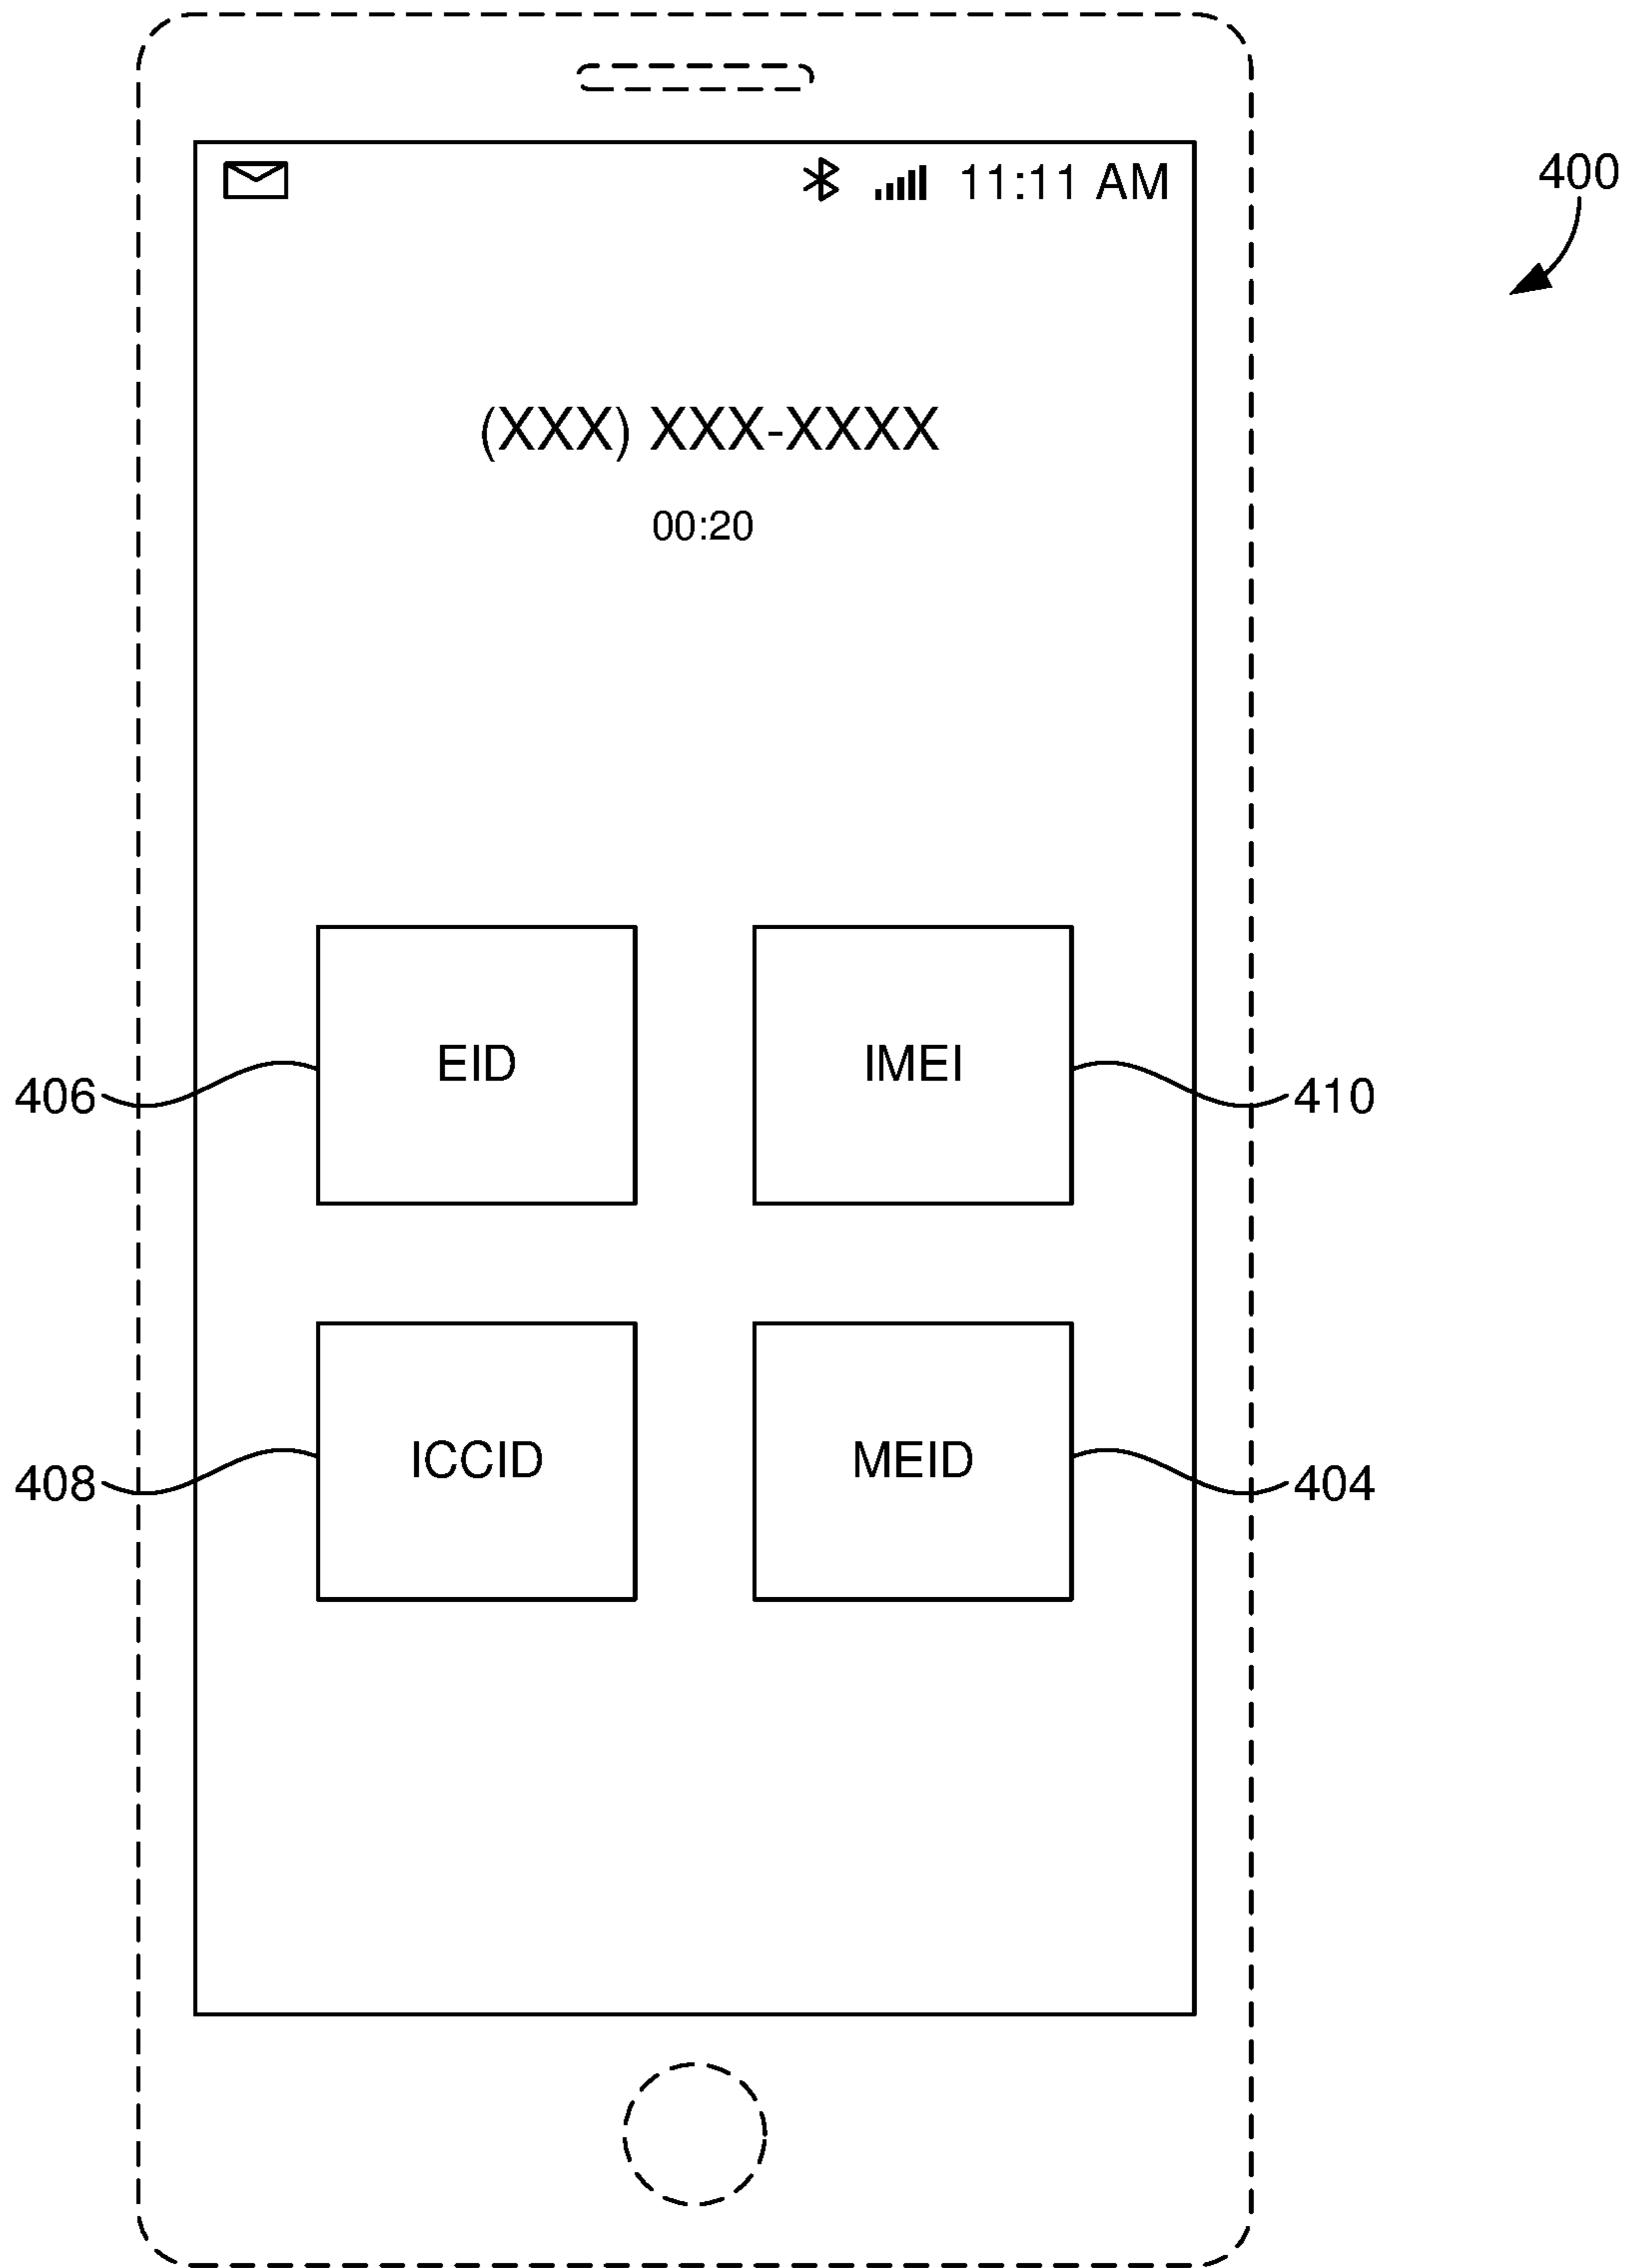 11:11 AM
400
(XXX) XXX-XXXX
00:20
EID
IMEI
406
410
ICCID
MEID
408
404